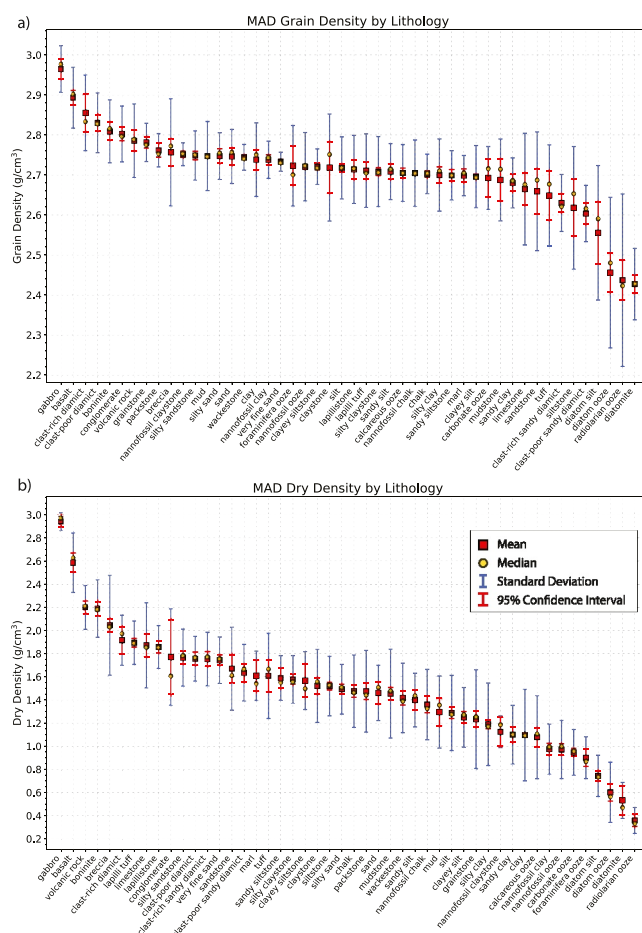 a)
MAD Grain Density by Lithology
Grain Density (g/cm³)
3.0
2.9
2.8
2.7
2.6
2.5
2.4
2.2
gabbro
basalt
clast-rich diamict
clast-poor diamict
boninite
conglomerate
volcanic rock
grainstone
packstone
breccia
nannofossil claystone
silty sandstone
mud
silty sand
sand
wackestone
clay
nannofossil clay
very fine sand
foraminifera ooze
nannofossil ooze
clayey siltstone
claystone
silt
lapillistone
lapilli tuff
silty claystone
sandy silt
calcareous ooze
nannofossil chalk
chalk
silty clay
sandy siltstone
marl
clayey silt
carbonate ooze
mudstone
sandy clay
limestone
sandstone
tuff
clast-rich sandy diamict
siltstone
clast-poor sandy diamict
diatom silt
diatom ooze
radiolarian ooze
diatomite
b)
MAD Dry Density by Lithology
Dry Density (g/cm³)
3.0
2.8
2.6
2.4
2.2
2.0
1.8
1.6
1.4
1.2
1.0
0.8
0.6
0.4
0.2
Mean
Median
Standard Deviation
95% Confidence Interval
gabbro
basalt
volcanic rock
boninite
breccia
clast-rich diamict
lapilli tuff
limestone
lapillistone
conglomerate
silty sandstone
clast-poor diamict
clast-rich sandy diamict
very fine sand
sandstone
clast-poor sandy diamict
marl
tuff
sandy siltstone
silty claystone
clayey siltstone
claystone
siltstone
silty sand
chalk
packstone
sand
mudstone
wackestone
sandy silt
nannofossil chalk
mud
silt
clayey silt
grainstone
silty clay
nannofossil claystone
sandy clay
clay
calcareous ooze
nannofossil clay
nannofossil ooze
carbonate ooze
foraminifera ooze
diatom silt
diatom ooze
diatomite
radiolarian ooze